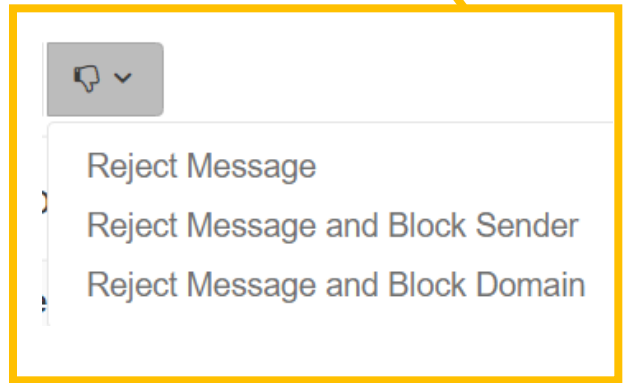 Reject Message
Reject Message and Block Sender
Reject Message and Block Domain